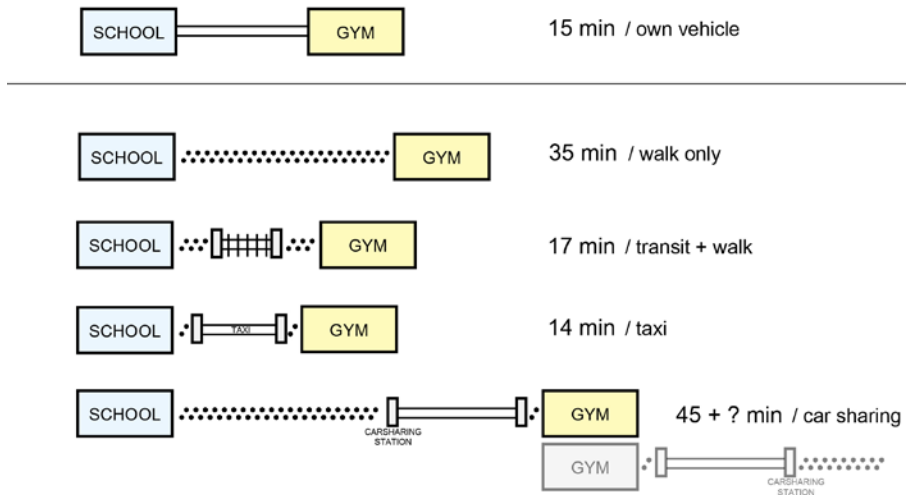 SCHOOL GYM 15 min / own vehicle
SCHOOL GYM 35 min / walk only
SCHOOL GYM 17 min / transit + walk
SCHOOL TAXI GYM 14 min / taxi
SCHOOL GYM 45 + ? min / car sharing
CARSHARING
STATION
GYM
CARSHARING
STATION